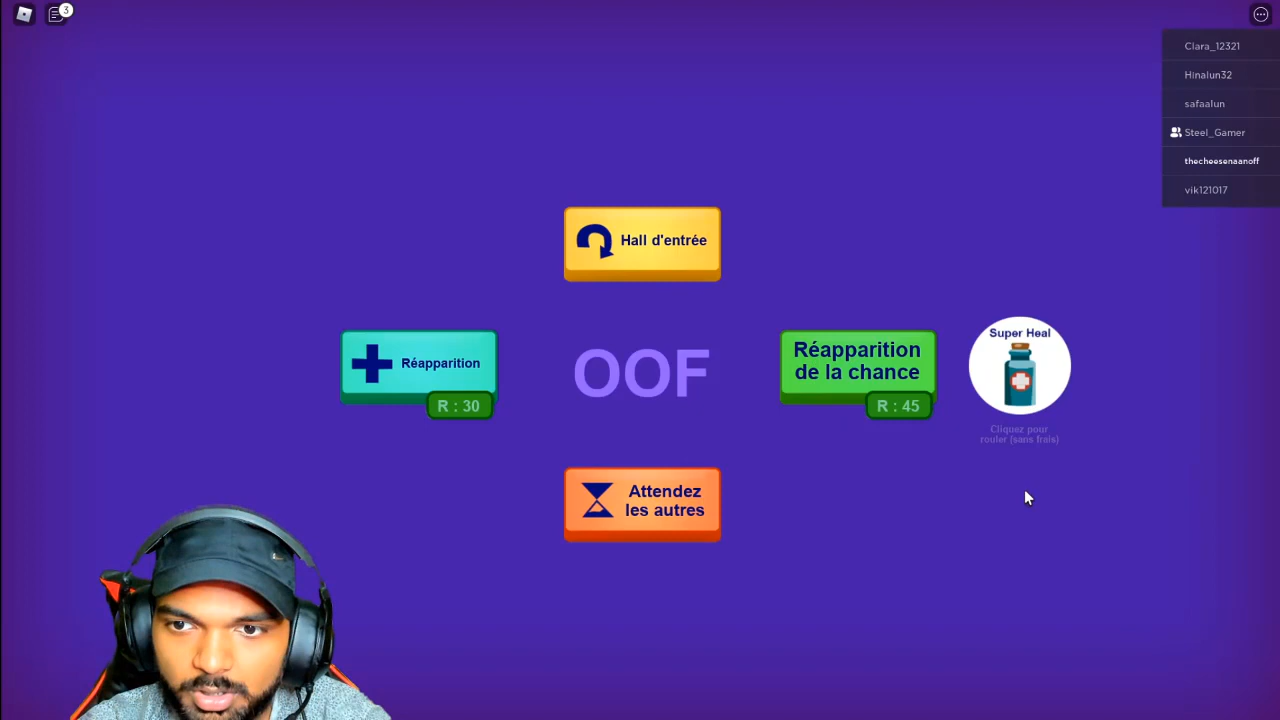 3
Clara_12321
Hinalun32
safaalun
Steel_Gamer
thecheesenaanoff
vik121017
Hall d'entrée
Réapparition
R : 30
OOF
Réapparition
de la chance
R : 45
Super Heal
Cliquez pour
rouler (sans frais)
Attendez
les autres